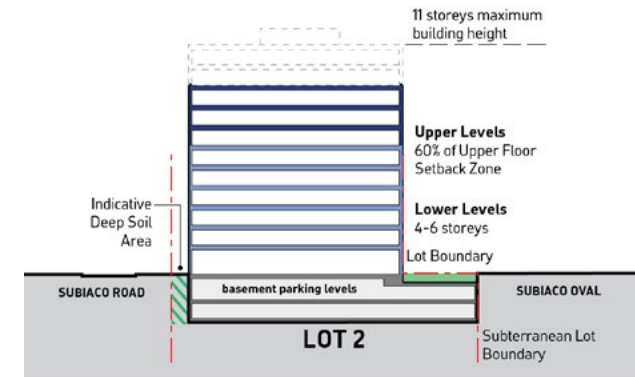 11 storeys maximum
building height
Upper Levels
60% of Upper Floor
Setback Zone
Indicative
Deep Soil
Area
Lower Levels
4-6 storeys
Lot Boundary
SUBIACO ROAD
basement parking levels
SUBIACO OVAL
LOT 2
Subterranean Lot
Boundary